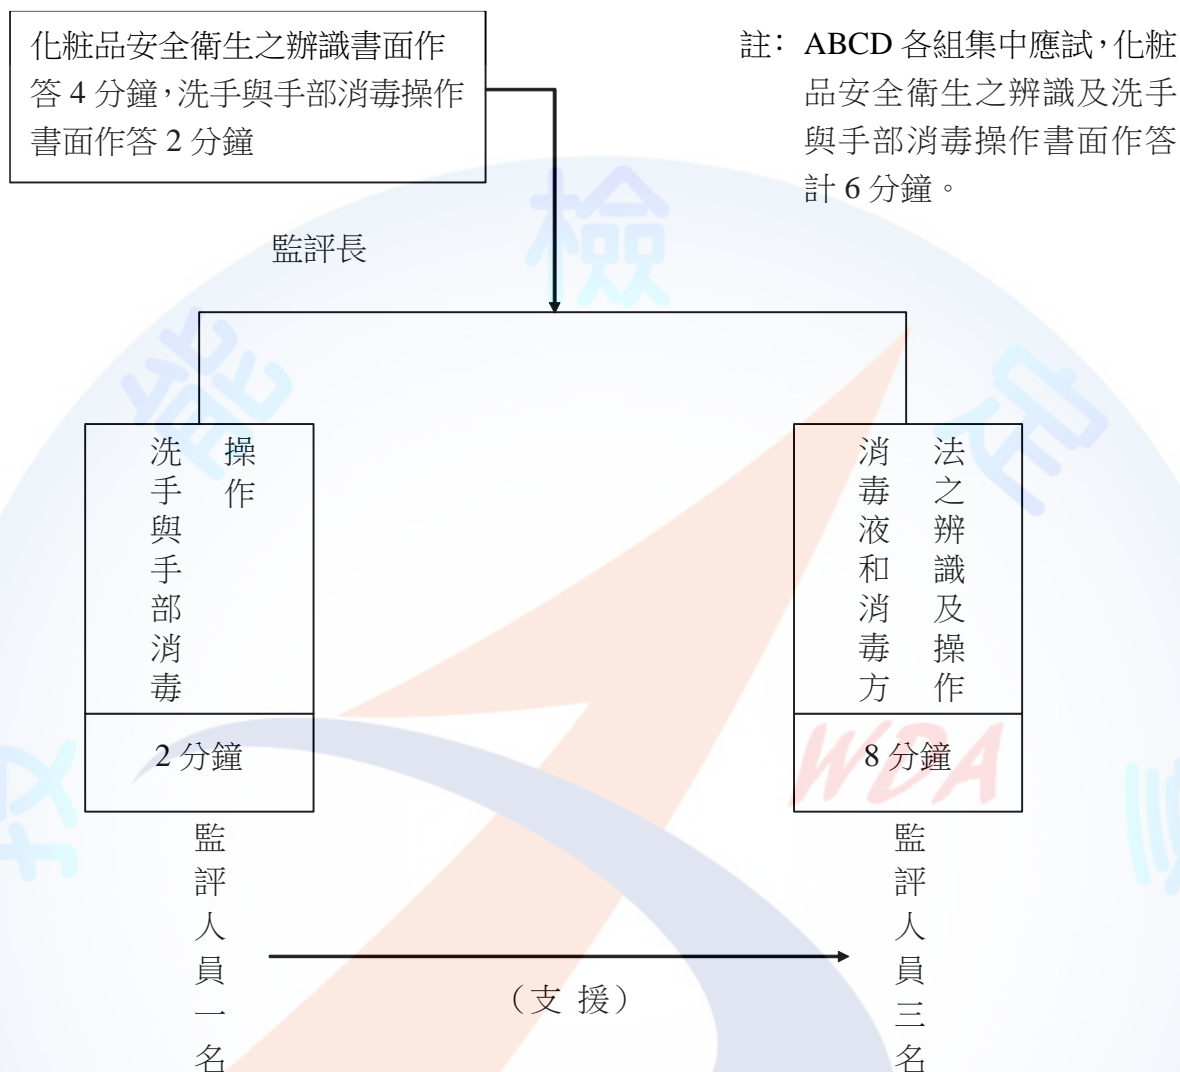 化粧品安全衛生之辦識書面作
答 4 分鐘，洗手與手部消毒操作
書面作答 2 分鐘
註： ABCD 各組集中應試，化粧
品安全衛生之辨識及洗手
與手部消毒操作書面作答
計 6 分鐘。
監評長
洗手與手部消毒
操作
2 分鐘
監評人員一名
消毒液和消毒方
法之辨識及操作
8 分鐘
監評人員三名
（支 援）
技
能
檢
定
WDA